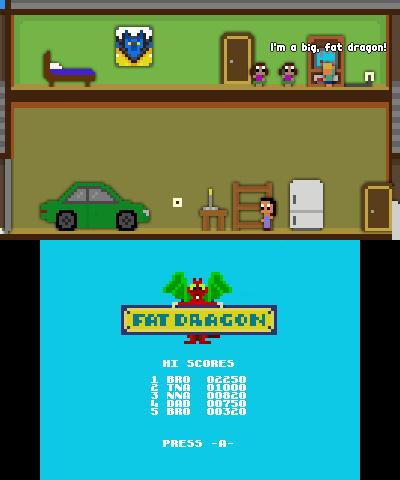 I'm a big, fat dragon!
FAT DRAGON
HI SCORES
1 BRO 02250
2 TNA 01000
3 NNA 00820
4 DAD 00750
5 BRO 00320
PRESS -A-